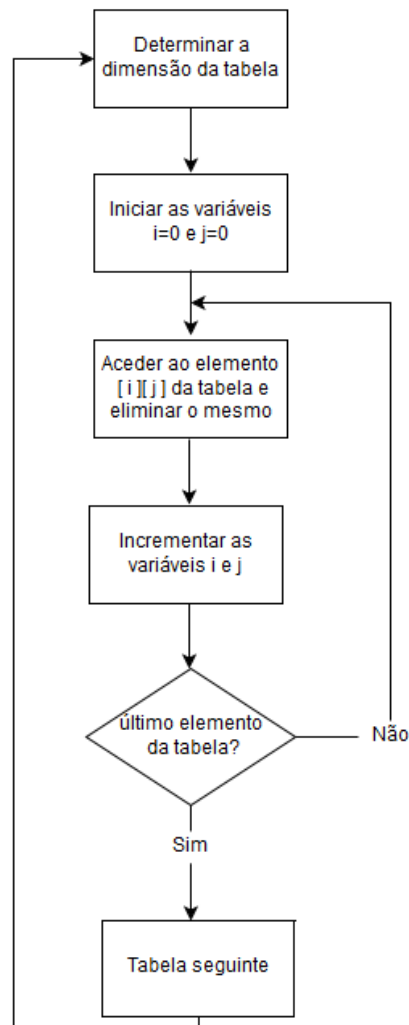 Determinar a
dimensão da tabela
Iniciar as variáveis
i=0 e j=0
Aceder ao elemento
[ i ][ j ] da tabela e
eliminar o mesmo
Incrementar as
variáveis i e j
último elemento
da tabela?
Não
Sim
Tabela seguinte